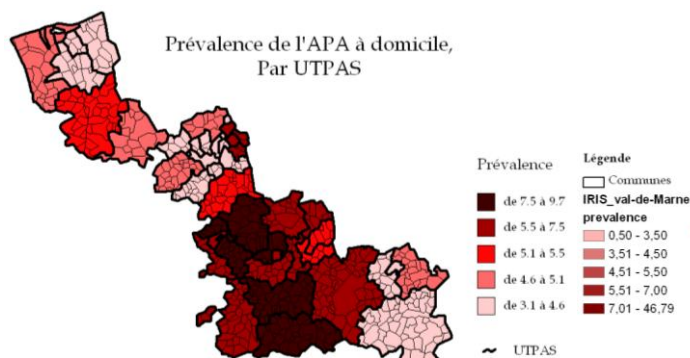 Prévalence de l'APA à domicile,
Par UTPAS
Prévalence
de 7.5 à 9.7
de 5.5 à 7.5
de 5.1 à 5.5
de 4.6 à 5.1
de 3.1 à 4.6
UTPAS
Légende
Communes
IRIS_val-de-Marne
prevalence
0,50 - 3,50
3,51 - 4,50
4,51 - 5,50
5,51 - 7,00
7,01 - 46,79